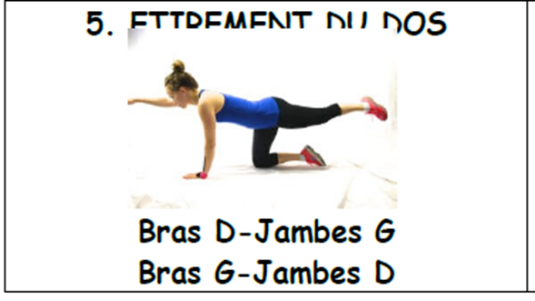 5. ETIREMENT DU DOS
Bras D-Jambes G
Bras G-Jambes D